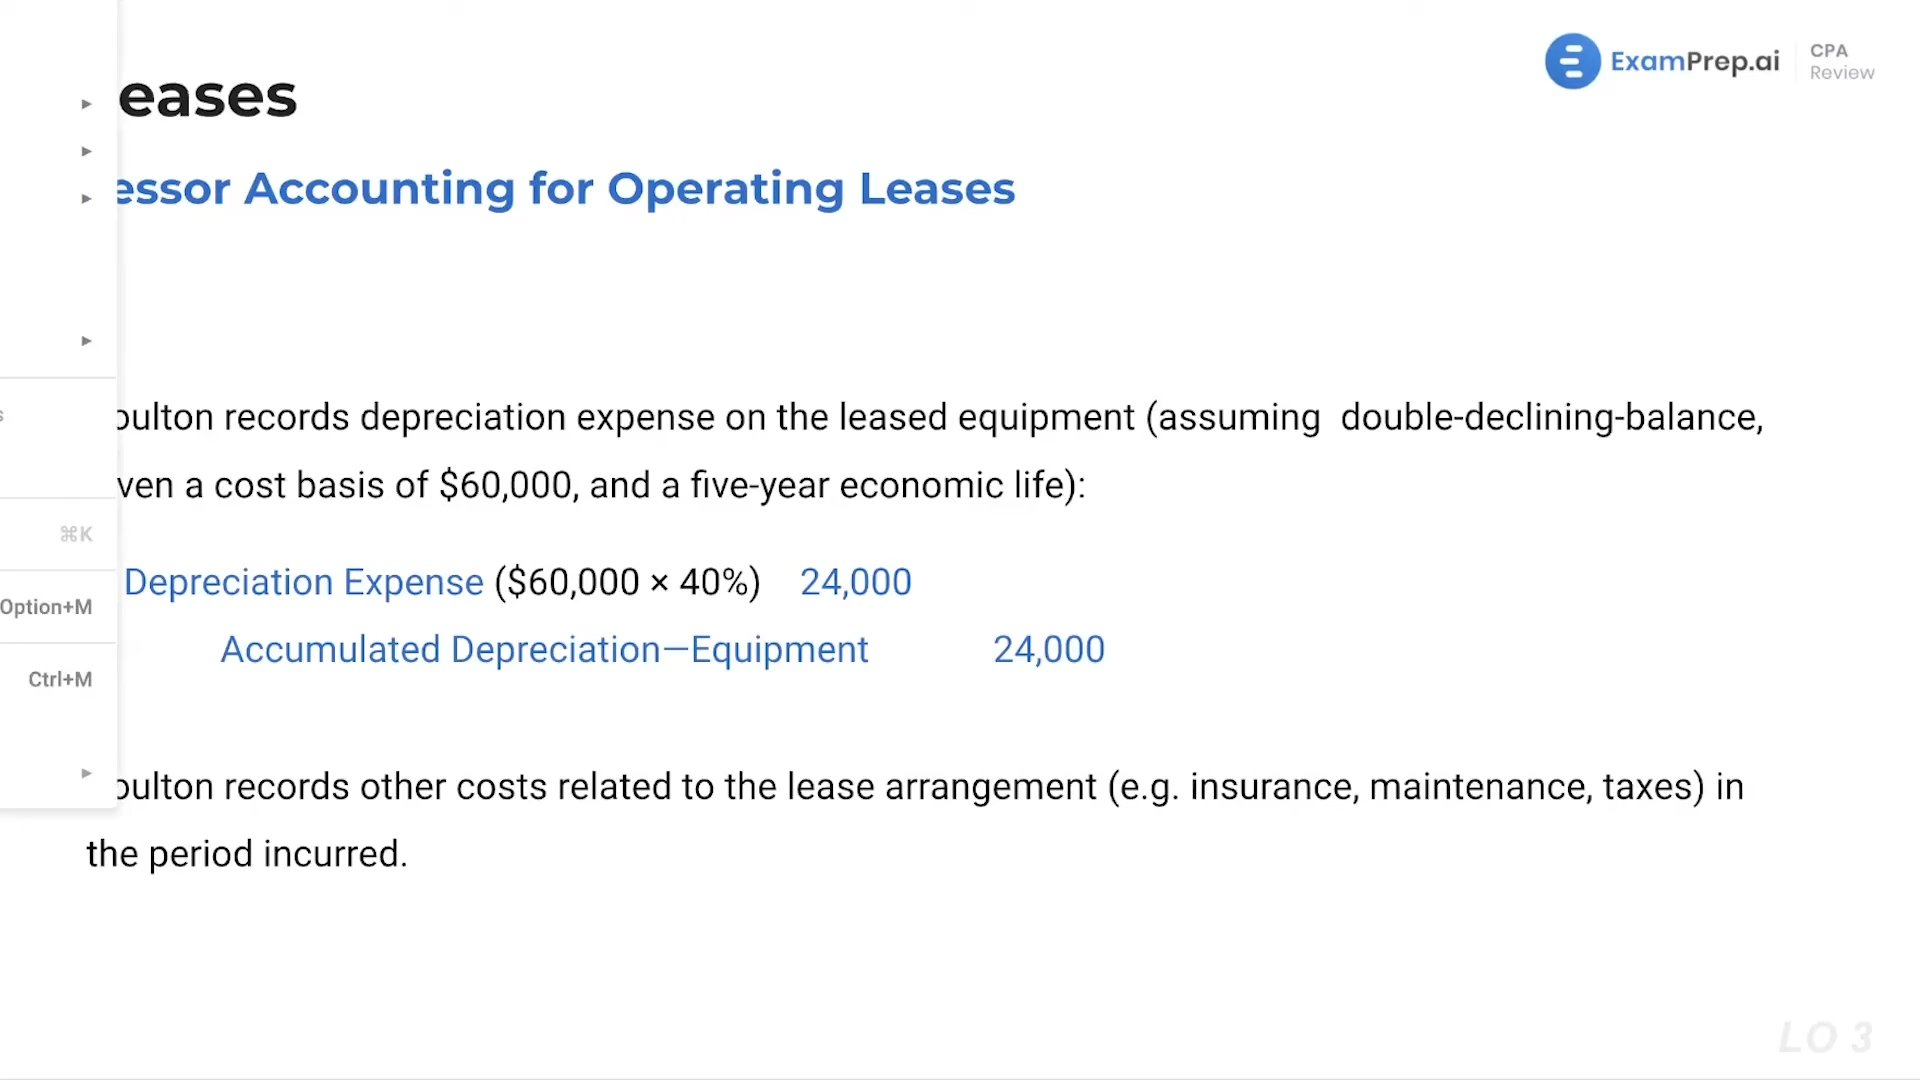 ExamPrep.ai
CPA
Review
eases
essor Accounting for Operating Leases
s
oulton records depreciation expense on the leased equipment (assuming double-declining-balance,
ven a cost basis of $60,000, and a five-year economic life):
⌘K
Depreciation Expense ($60,000 × 40%) 24,000
Option+M
Accumulated Depreciation—Equipment 24,000
Ctrl+M
oulton records other costs related to the lease arrangement (e.g. insurance, maintenance, taxes) in
the period incurred.
LO 3